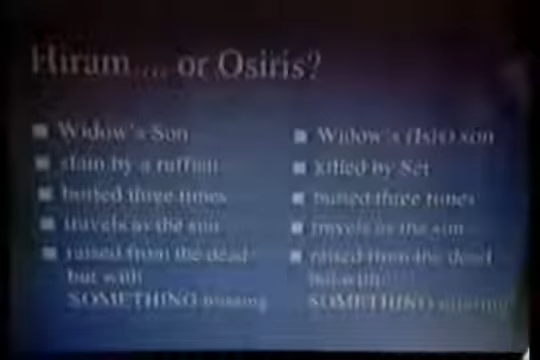 Hiram.... or Osiris?
Widow's Son
slain by a ruffian
buried three times
travels as the sun
raised from the dead
but with
SOMETHING missing
Widow's (Isis) son
killed by Set
buried three times
travels as the sun
raised from the dead
but with
SOMETHING missing